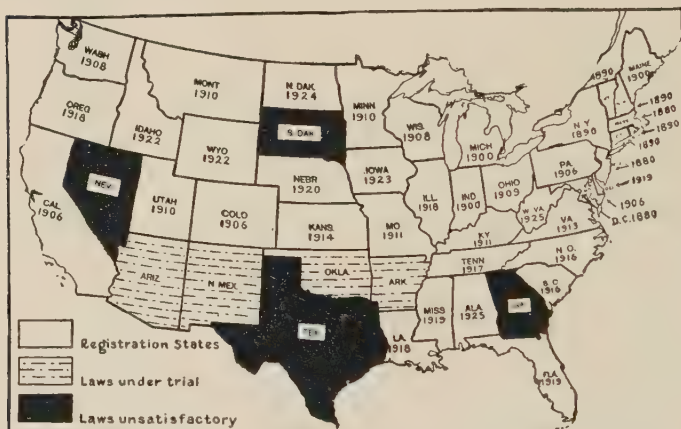 WASH
1908
MONT
1910
N. DAK.
1924
MINN
1910
OREG
1918
IDAHO
1922
WYO
1922
S. DAK
WIS.
1908
MICH
1900
N.Y
1890
1890
MAINE
1900
1890
1880
1890
1890
1880
1919
1906
D.C. 1880
NEV.
CAL
1906
UTAH
1910
COLO
1906
NEBR
1920
KANS.
1914
IOWA
1923
MO
1911
ILL
1918
IND
1900
OHIO
1909
PA.
1906
W. VA.
1925
VA
1913
KY
1911
TENN
1917
N. C.
1916
S. C
1916
ARIZ.
N. MEX.
OKLA.
ARK
TEX
LA.
1918
MISS
1919
ALA
1925
FLA
1919
Registration States
Laws under trial
Laws unsatisfactory